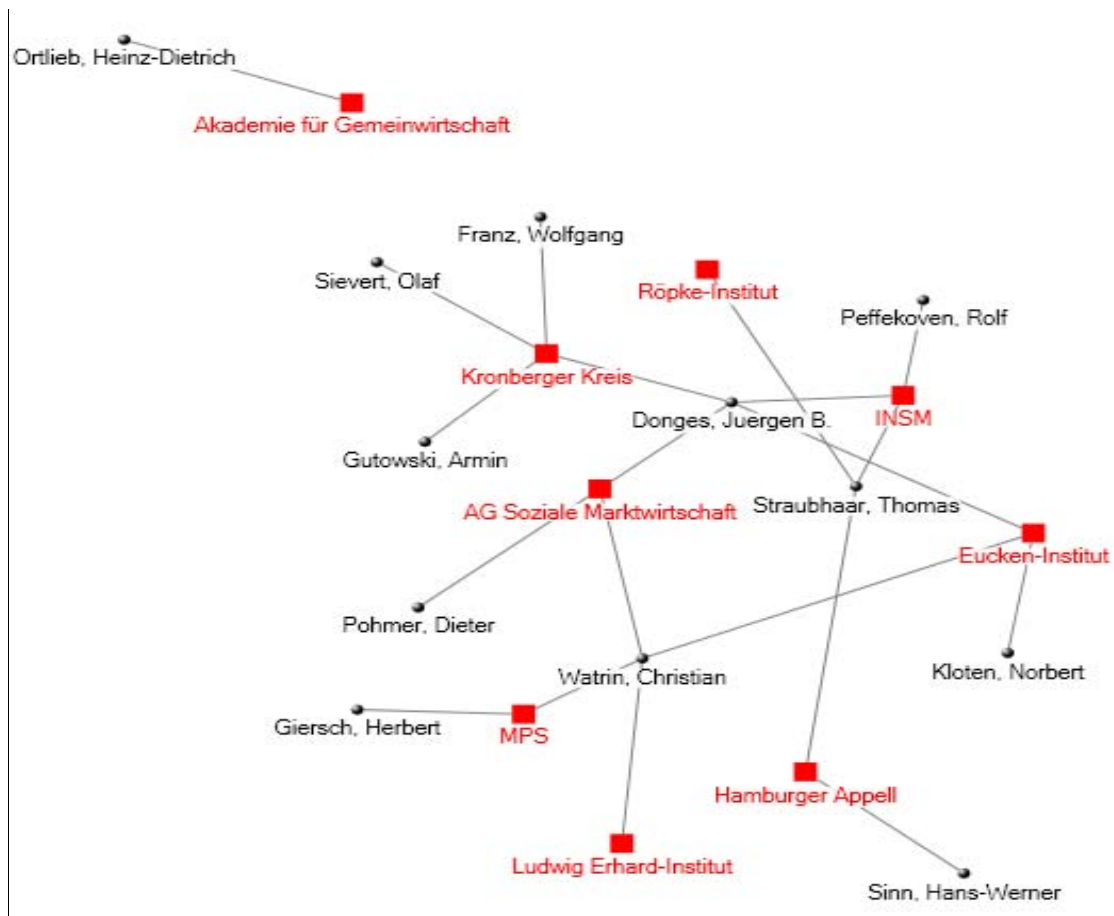 Ortlieb, Heinz-Dietrich
Akademie für Gemeinwirtschaft
Franz, Wolfgang
Sievert, Olaf
Röpke-Institut
Peffekoven, Rolf
Kronberger Kreis
Donges, Juergen B.
INSM
Gutowski, Armin
Straubhaar, Thomas
AG Soziale Marktwirtschaft
Eucken-Institut
Pohmer, Dieter
Kloten, Norbert
Watrin, Christian
Giersch, Herbert
MPS
Hamburger Appell
Ludwig Erhard-Institut
Sinn, Hans-Werner